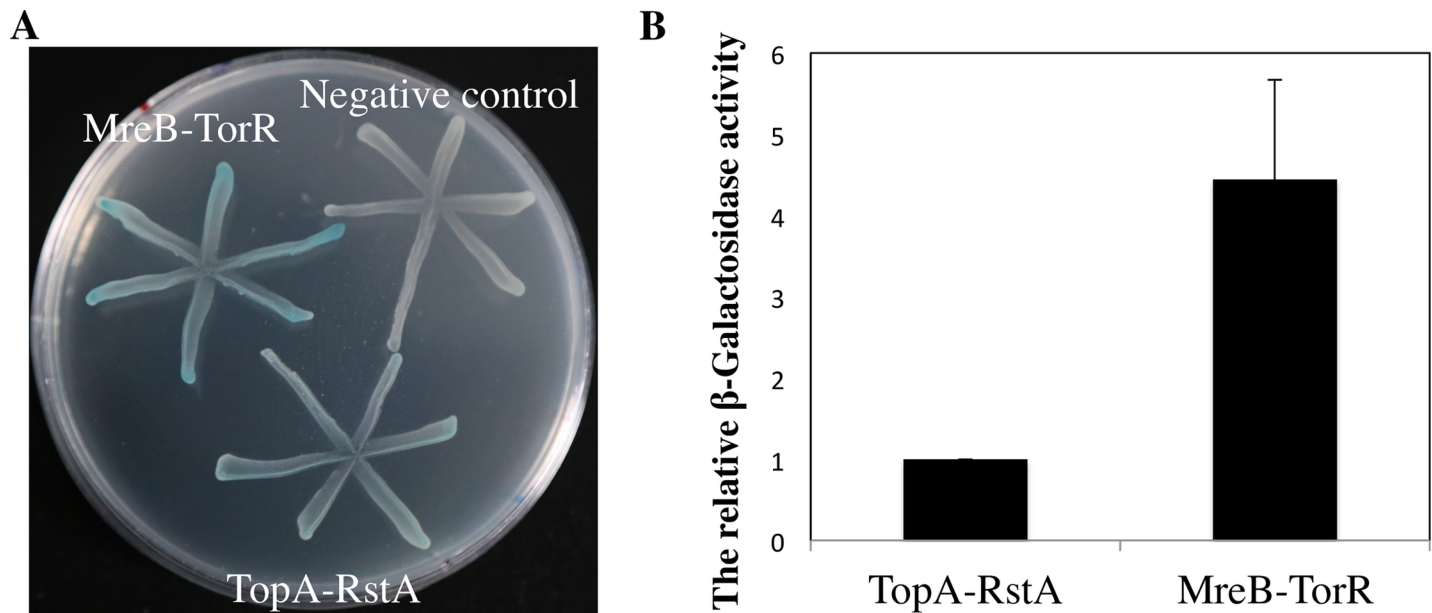 A
Negative control
MreB-TorR
TopA-RstA
B
The relative β-Galactosidase activity
6
5
4
3
2
1
0
TopA-RstA
MreB-TorR